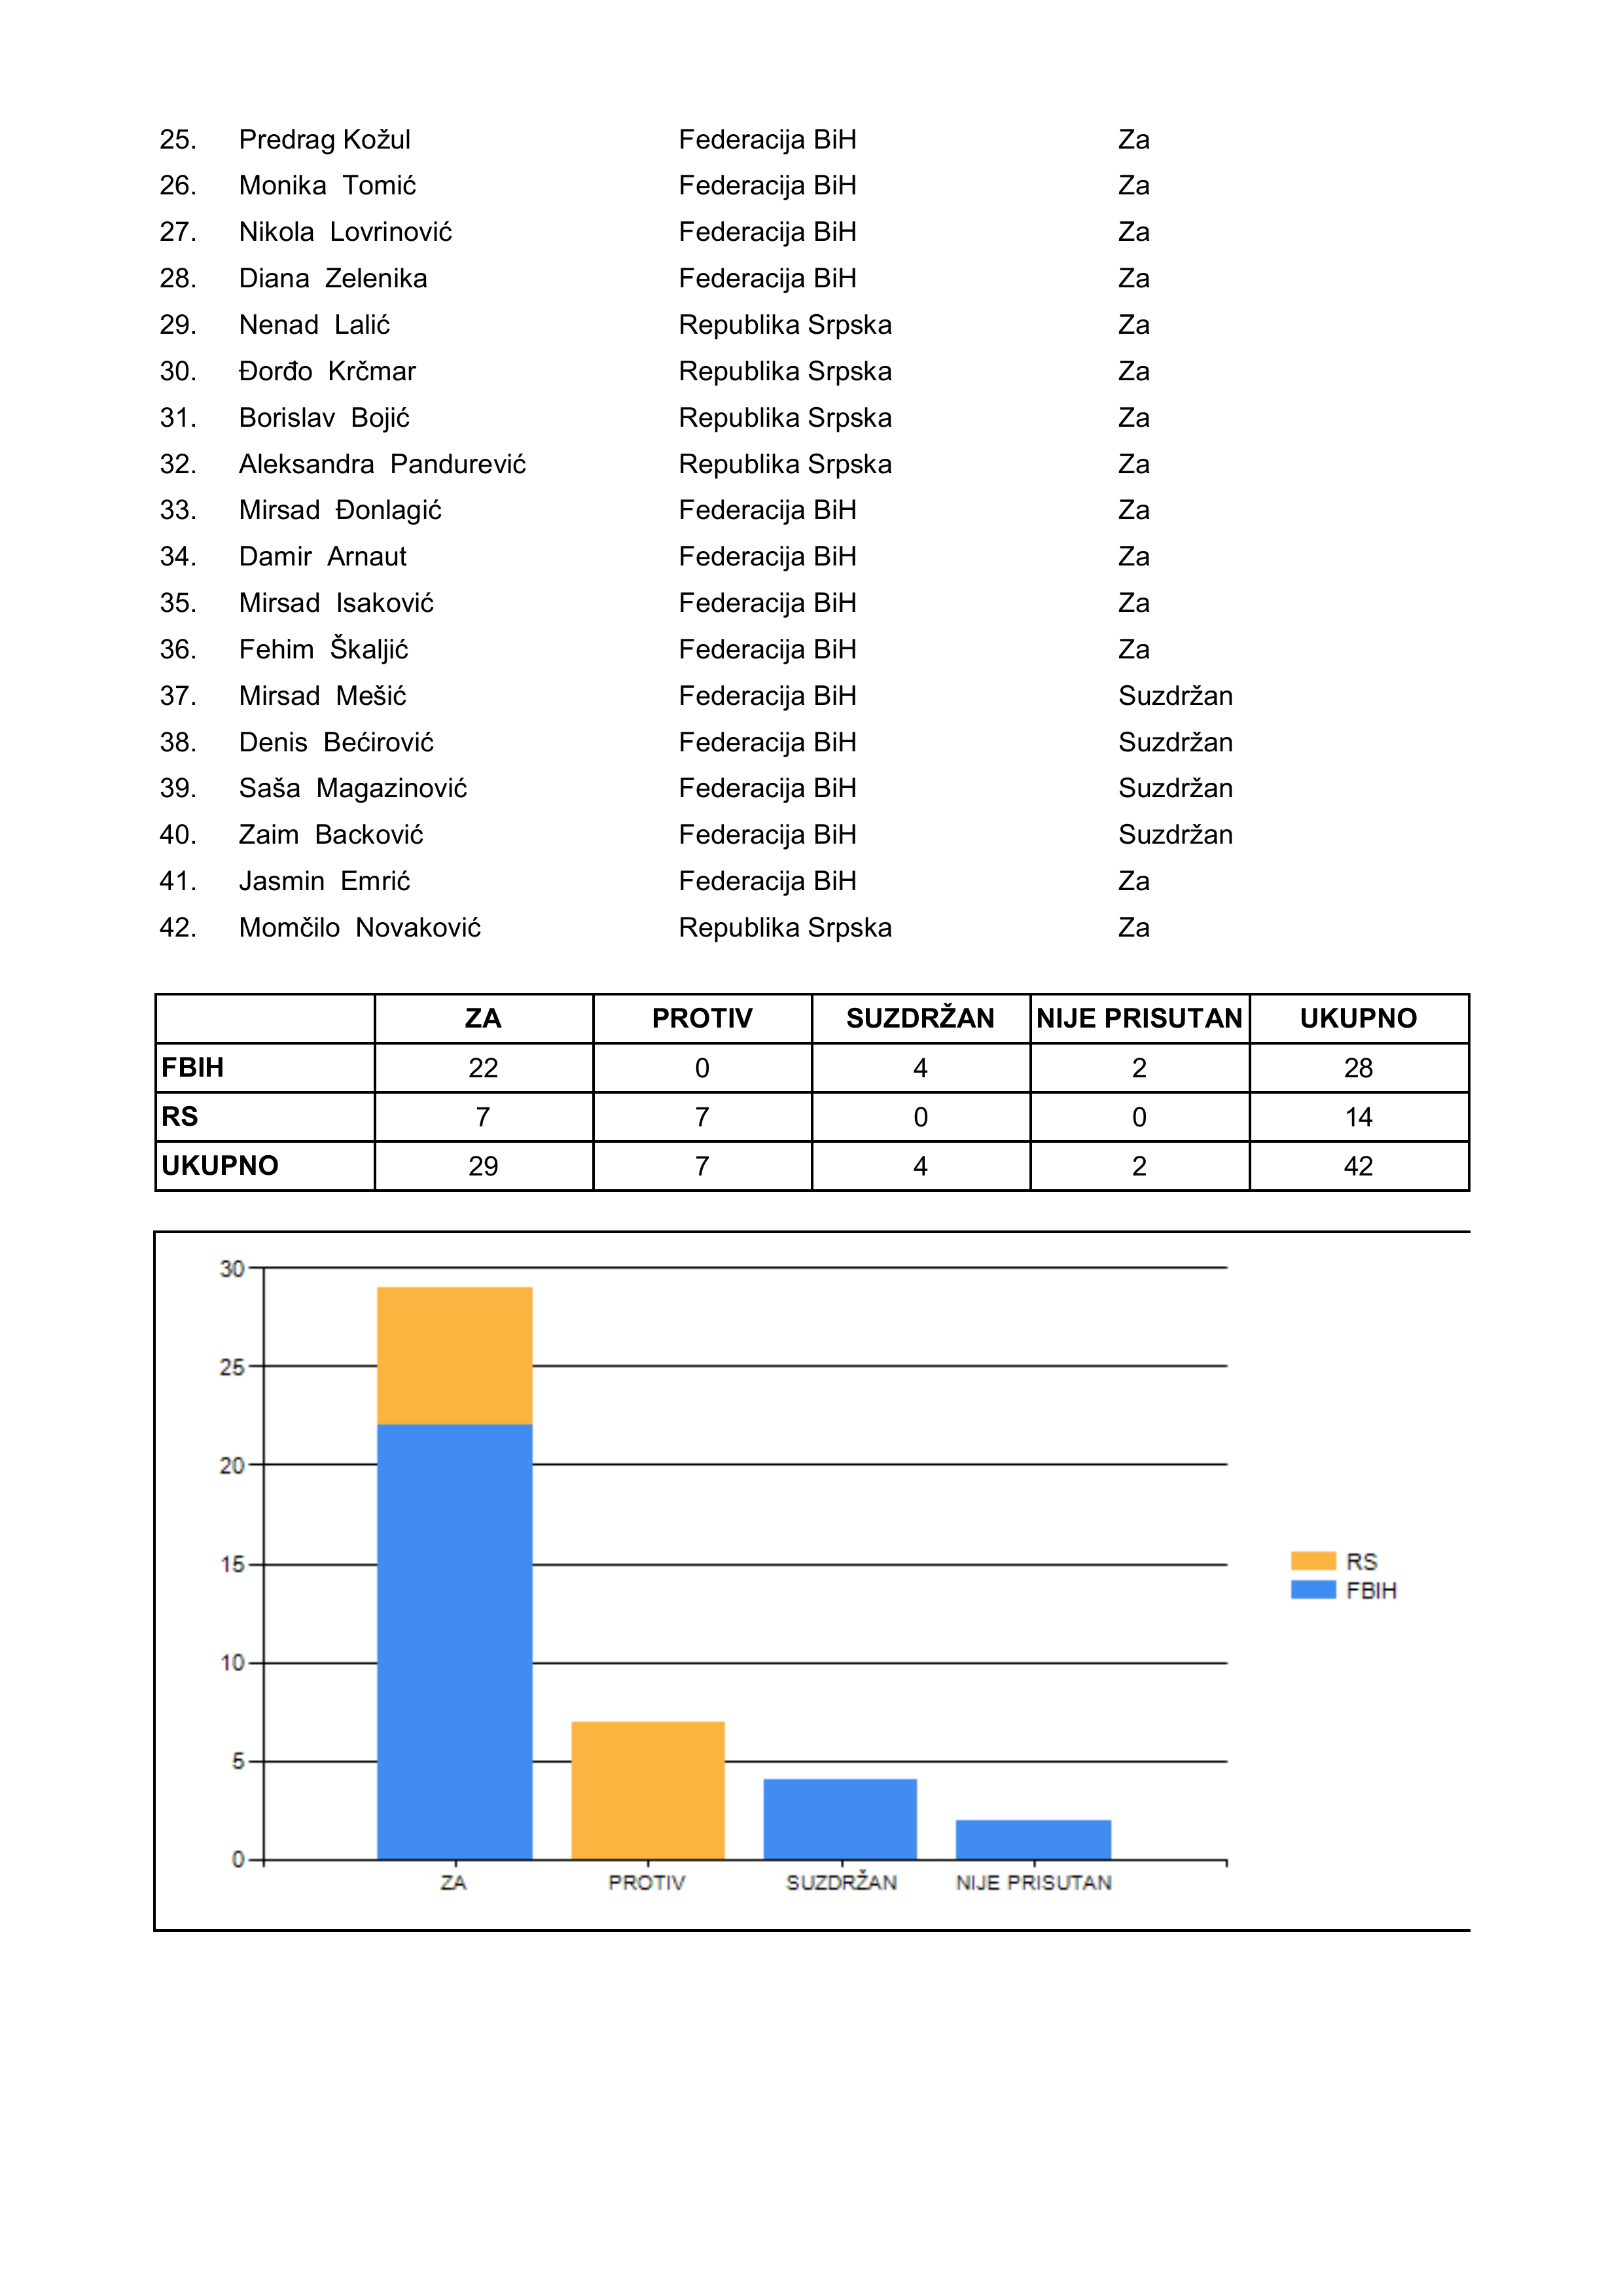 25. Predrag Kožul Federacija BiH Za
26. Monika Tomić Federacija BiH Za
27. Nikola Lovrinović Federacija BiH Za
28. Diana Zelenika Federacija BiH Za
29. Nenad Lalić Republika Srpska Za
30. Đorđo Krčmar Republika Srpska Za
31. Borislav Bojić Republika Srpska Za
32. Aleksandra Pandurević Republika Srpska Za
33. Mirsad Đonlagić Federacija BiH Za
34. Damir Arnaut Federacija BiH Za
35. Mirsad Isaković Federacija BiH Za
36. Fehim Škaljić Federacija BiH Za
37. Mirsad Mešić Federacija BiH Suzdržan
38. Denis Bećirović Federacija BiH Suzdržan
39. Saša Magazinović Federacija BiH Suzdržan
40. Zaim Backović Federacija BiH Suzdržan
41. Jasmin Emrić Federacija BiH Za
42. Momčilo Novaković Republika Srpska Za
ZA PROTIV SUZDRŽAN NIJE PRISUTAN UKUPNO
FBIH 22 0 4 2 28
RS 7 7 0 0 14
UKUPNO 29 7 4 2 42
30
25
20
15
10
5
0
ZA PROTIV SUZDRŽAN NIJE PRISUTAN
RS
FBIH